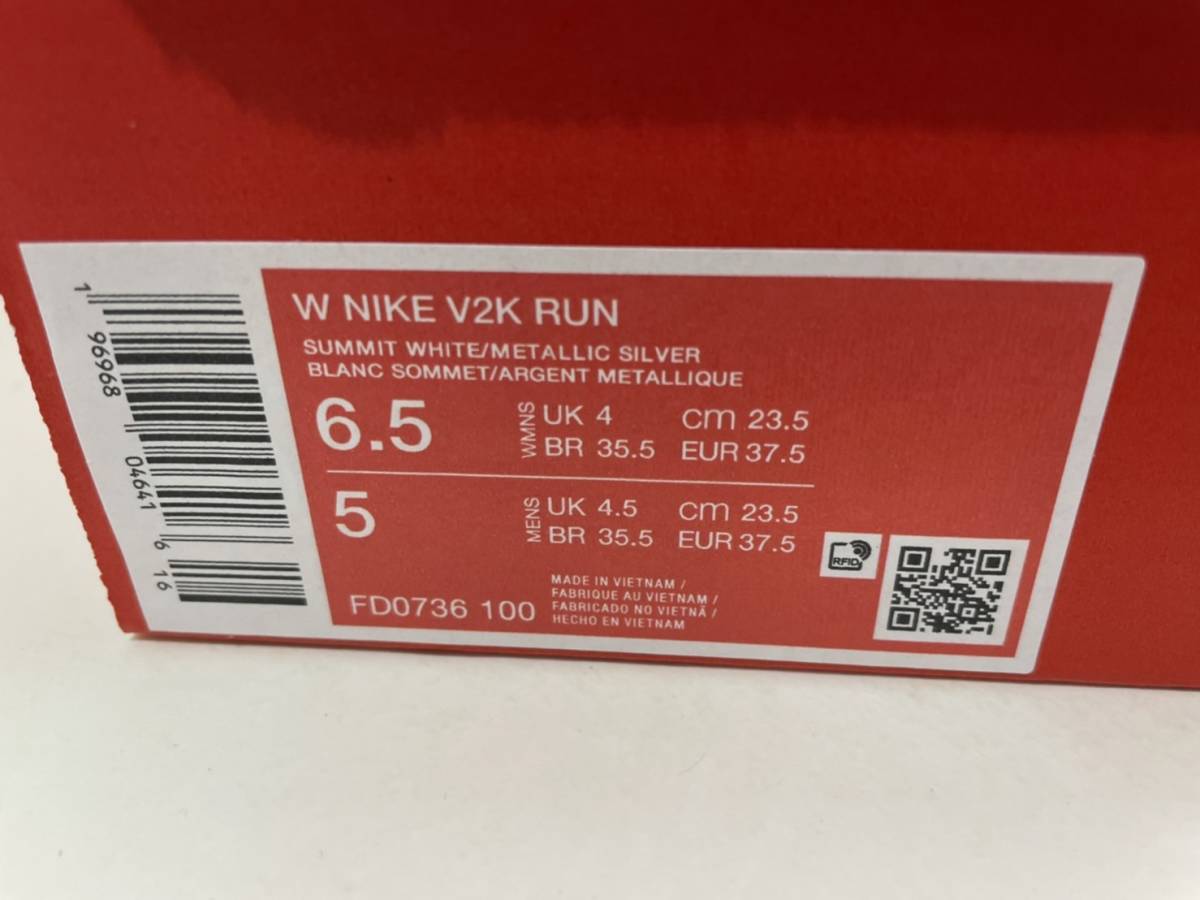 W NIKE V2K RUN
SUMMIT WHITE/METALLIC SILVER
BLANC SOMMET/ARGENT METALLIQUE
6.5 WMNS UK 4 cm 23.5
BR 35.5 EUR 37.5
5 MENS UK 4.5 cm 23.5
BR 35.5 EUR 37.5
FD0736 100
MADE IN VIETNAM /
FABRIQUE AU VIETNAM /
FABRICADO NO VIETNÃ /
HECHO EN VIETNAM
RFID
1 96968 04641 6 16